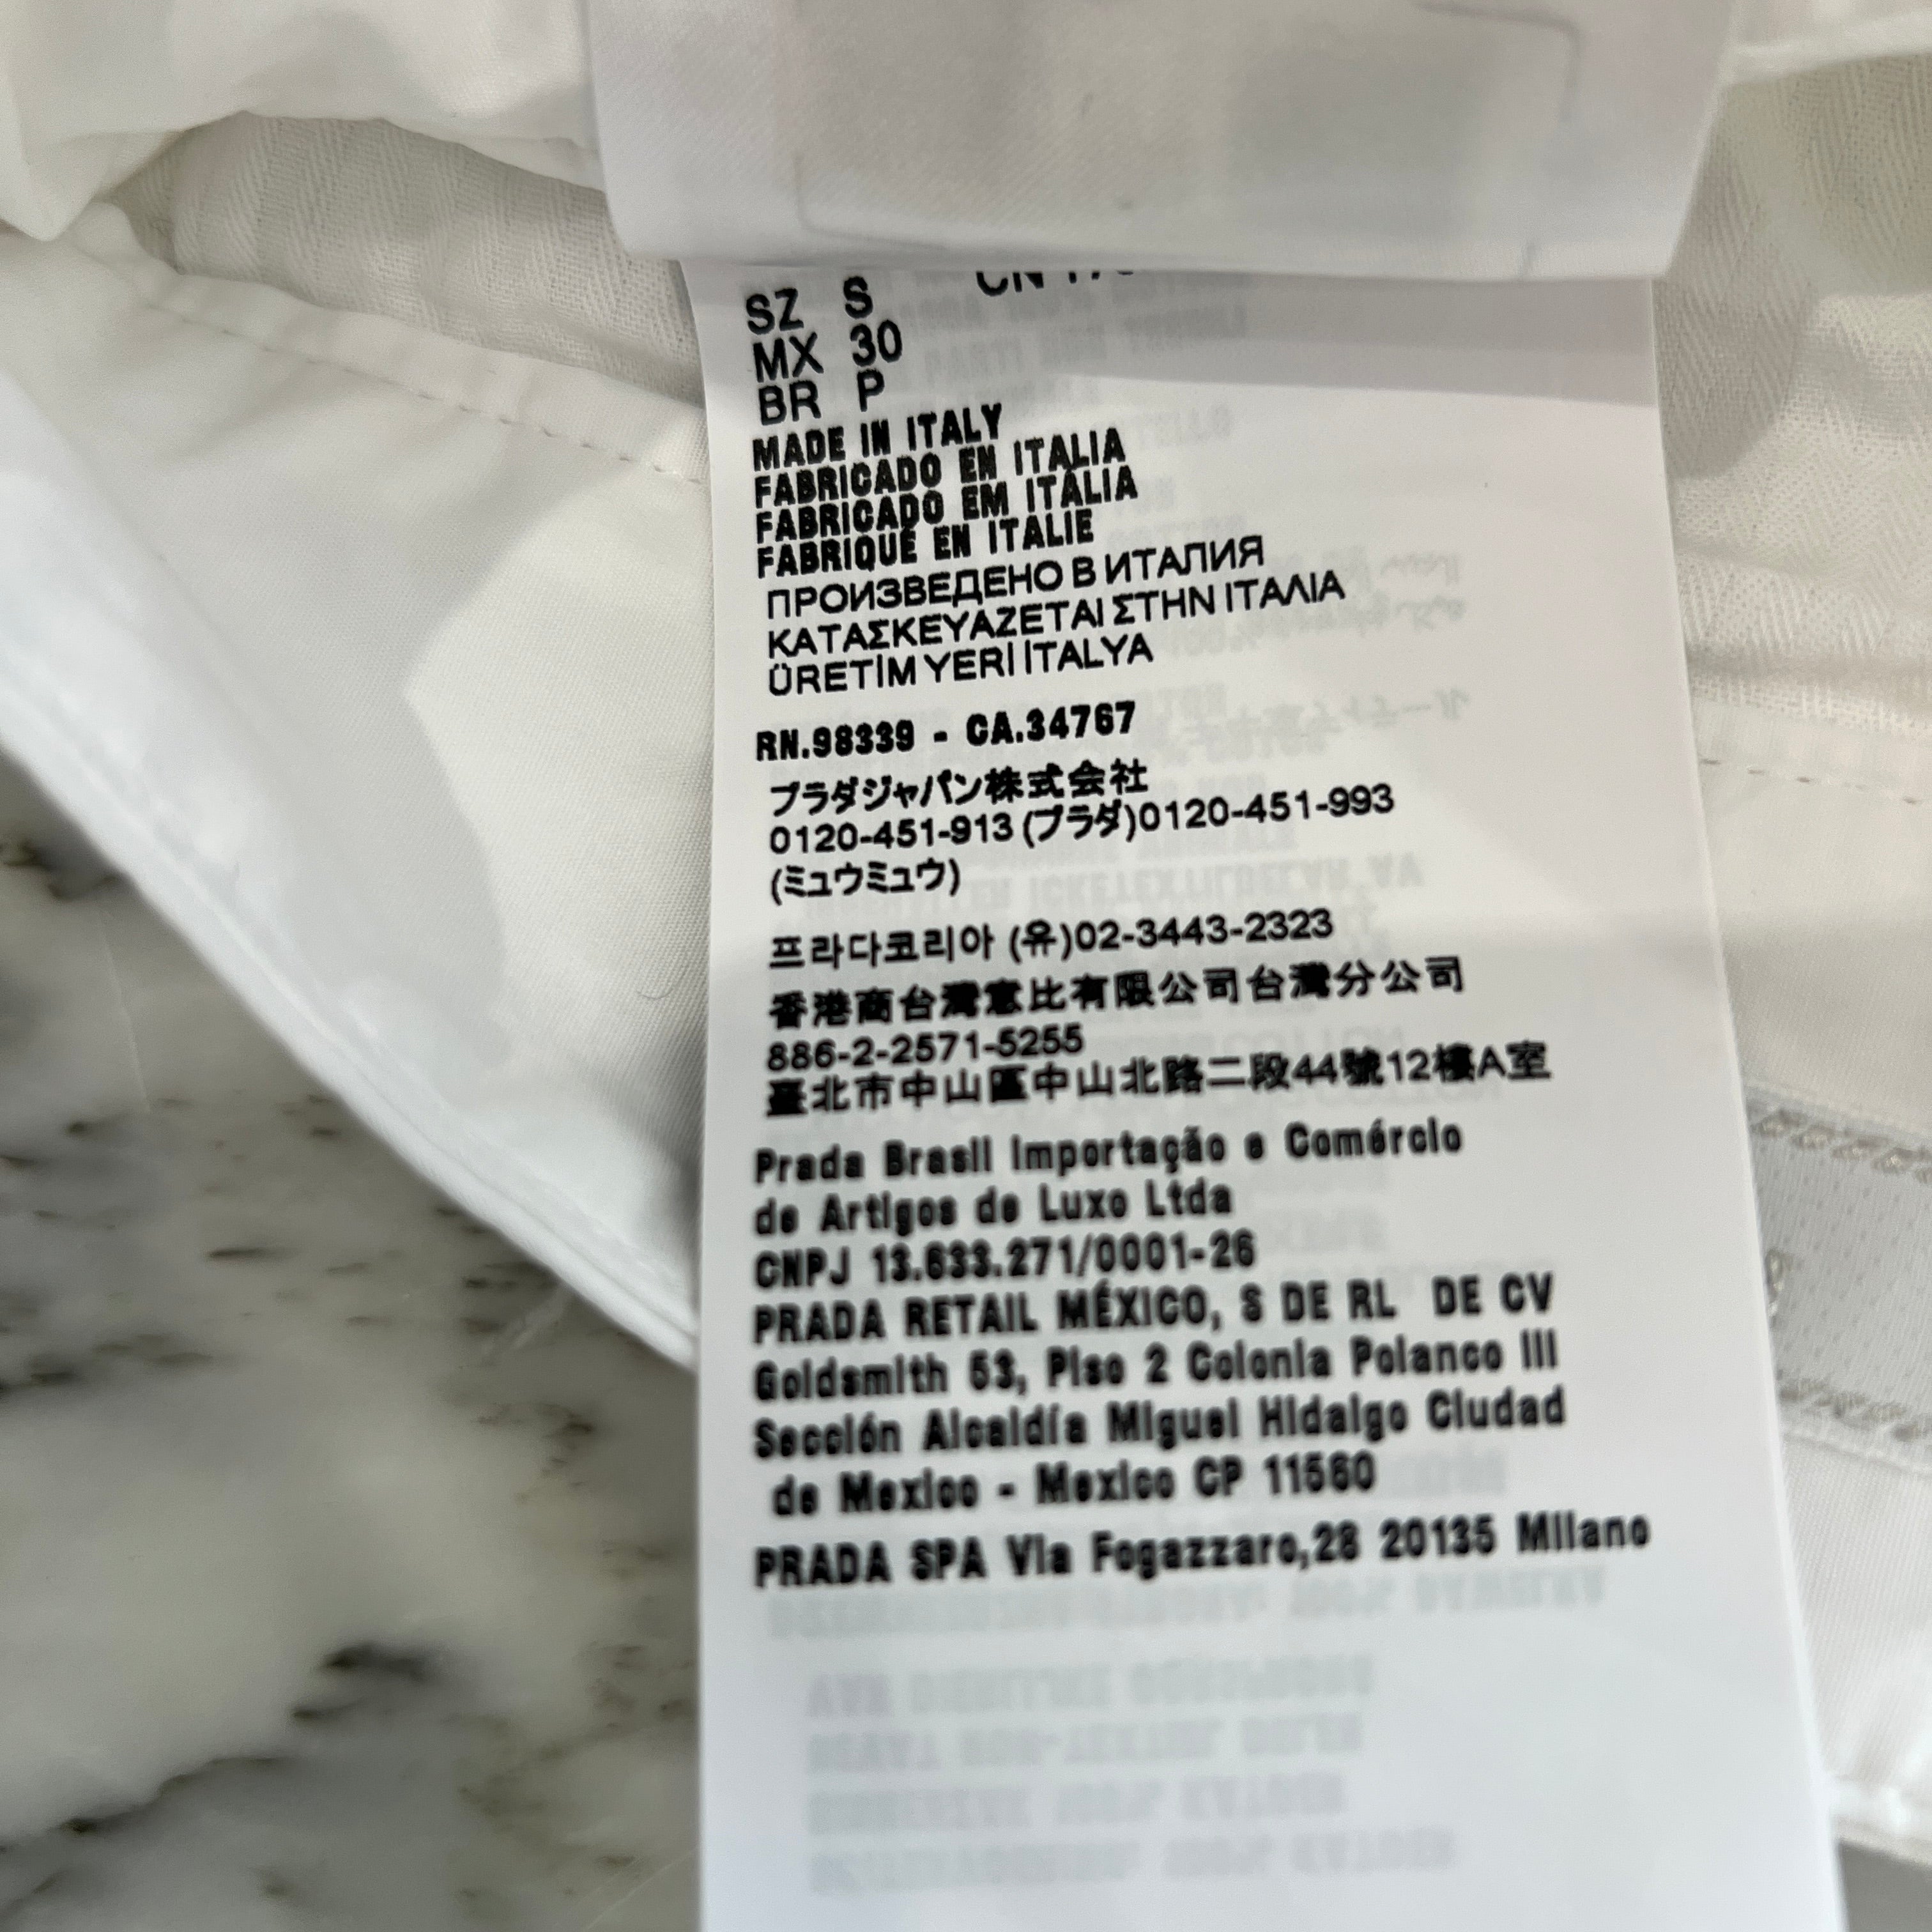 SZ S
MX 30
BR P
MADE IN ITALY
FABRICADO EN ITALIA
FABRICADO EM ITÁLIA
FABRIQUÉ EN ITALIE
ПРОИЗВЕДЕНО В ИТАПИЯ
ΚΑΤΑΣΚΕΥΑΖΕΤΑΙ ΣΤΗΝ ΙΤΑΛΙΑ
ÜRETİM YERİ İTALYA
RN.98339 - CA.34767
プラダジャパン株式会社
0120-451-913 (プラダ)0120-451-993
(ミュウミュウ)
프라다코리아 (유)02-3443-2323
香港商台灣意比有限公司台灣分公司
886-2-2571-5255
臺北市中山區中山北路二段44號12樓A室
Prada Brasil Importação e Comércio
de Artigos de Luxo Ltda
CNPJ 13.633.271/0001-26
PRADA RETAIL MÉXICO, S DE RL DE CV
Goldsmith 53, Piso 2 Colonia Polanco III
Sección Alcaldía Miguel Hidalgo Ciudad
de Mexico - Mexico CP 11560
PRADA SPA Via Fogazzaro,28 20135 Milano